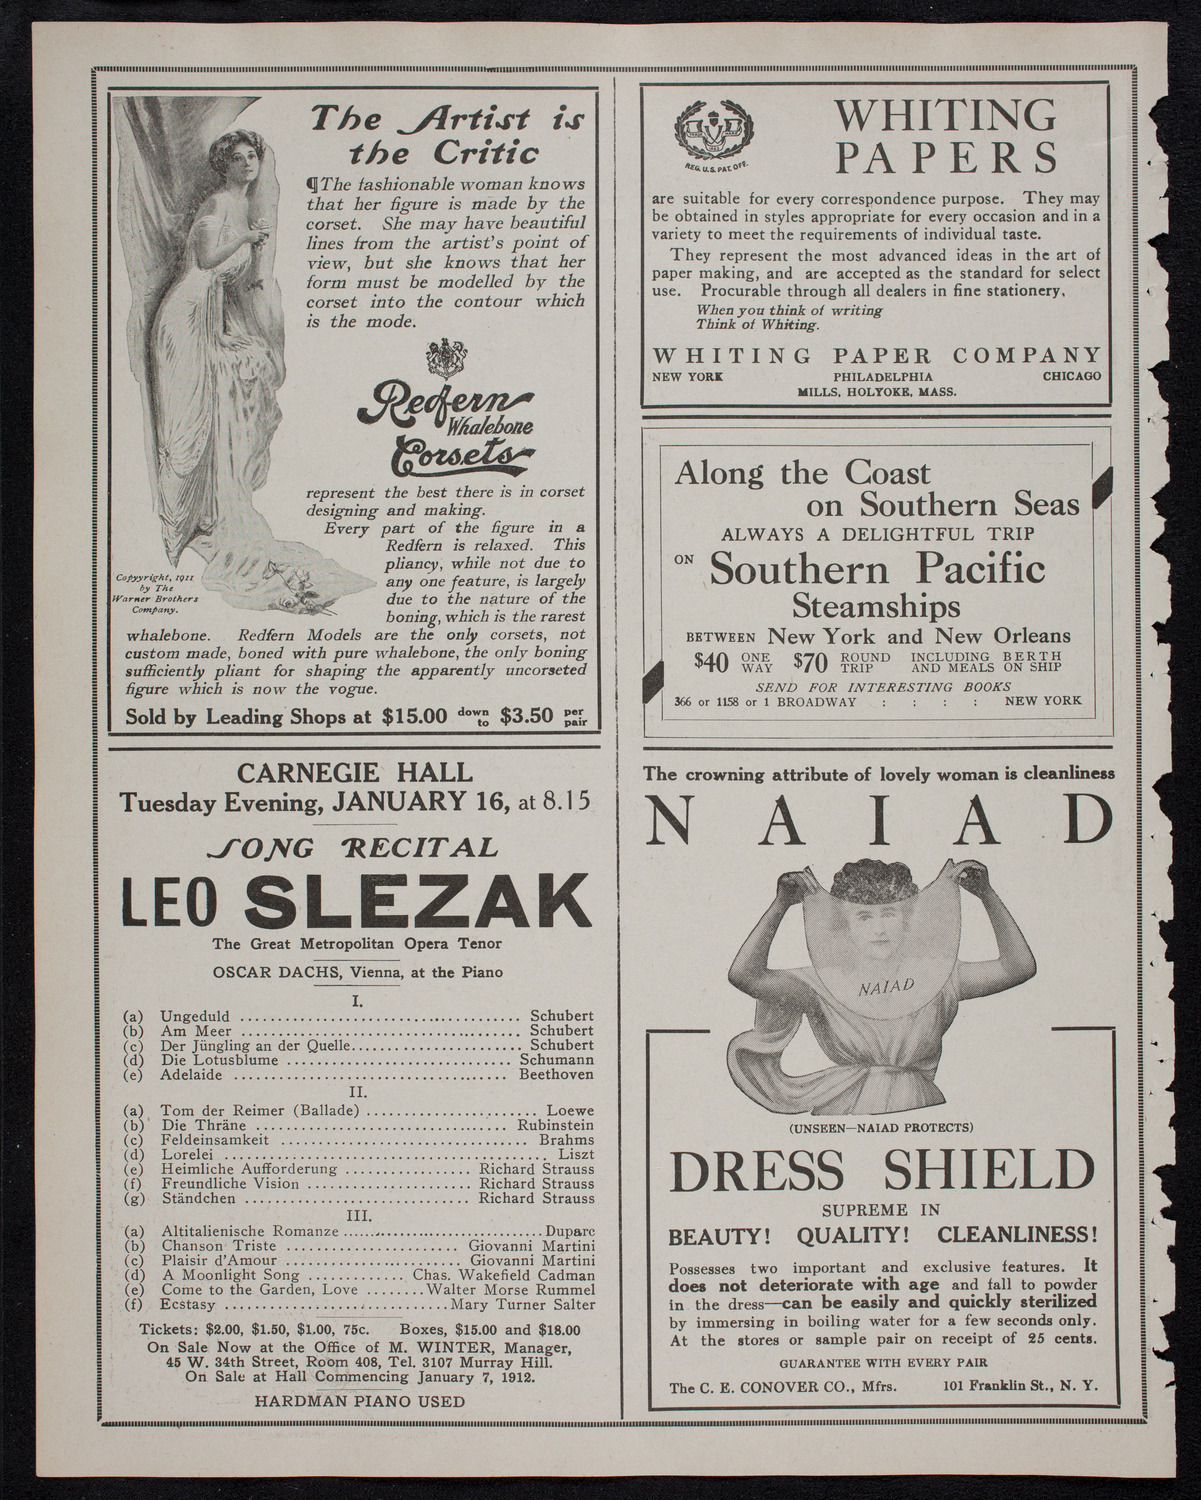 The Artist is
the Critic
¶The fashionable woman knows
that her figure is made by the
corset. She may have beautiful
lines from the artist's point of
view, but she knows that her
form must be modelled by the
corset into the contour which
is the mode.
Redfern
Whalebone
Corsets
represent the best there is in corset
designing and making.
Every part of the figure in a
Redfern is relaxed. This
pliancy, while not due to
any one feature, is largely
due to the nature of the
boning, which is the rarest
Copyyright, 1911
by The
Warner Brothers
Company.
whalebone. Redfern Models are the only corsets, not
custom made, boned with pure whalebone, the only boning
sufficiently pliant for shaping the apparently uncorseted
figure which is now the vogue.
Sold by Leading Shops at $15.00 down to $3.50 per pair
CARNEGIE HALL
Tuesday Evening, JANUARY 16, at 8.15
SONG RECITAL
LEO SLEZAK
The Great Metropolitan Opera Tenor
OSCAR DACHS, Vienna, at the Piano
I.
(a) Ungeduld ........ Schubert
(b) Am Meer ........ Schubert
(c) Der Jüngling an der Quelle........ Schubert
(d) Die Lotusblume ........ Schumann
(e) Adelaide ........ Beethoven
II.
(a) Tom der Reimer (Ballade) ........ Loewe
(b) Die Thräne ........ Rubinstein
(c) Feldeinsamkeit ........ Brahms
(d) Lorelei ........ Liszt
(e) Heimliche Aufforderung ........ Richard Strauss
(f) Freundliche Vision ........ Richard Strauss
(g) Ständchen ........ Richard Strauss
III.
(a) Altitalienische Romanze ........ Duparc
(b) Chanson Triste ........ Giovanni Martini
(c) Plaisir d'Amour ........ Giovanni Martini
(d) A Moonlight Song ........ Chas. Wakefield Cadman
(e) Come to the Garden, Love ........ Walter Morse Rummel
(f) Ecstasy ........ Mary Turner Salter
Tickets: $2.00, $1.50, $1.00, 75c. Boxes, $15.00 and $18.00
On Sale Now at the Office of M. WINTER, Manager,
45 W. 34th Street, Room 408, Tel. 3107 Murray Hill.
On Sale at Hall Commencing January 7, 1912.
HARDMAN PIANO USED
REG. U.S. PAT. OFF.
WHITING
PAPERS
are suitable for every correspondence purpose. They may
be obtained in styles appropriate for every occasion and in a
variety to meet the requirements of individual taste.
They represent the most advanced ideas in the art of
paper making, and are accepted as the standard for select
use. Procurable through all dealers in fine stationery.
When you think of writing
Think of Whiting.
WHITING PAPER COMPANY
NEW YORK PHILADELPHIA CHICAGO
MILLS, HOLYOKE, MASS.
Along the Coast
on Southern Seas
ALWAYS A DELIGHTFUL TRIP
ON Southern Pacific
Steamships
BETWEEN New York and New Orleans
$40 ONE WAY $70 ROUND TRIP INCLUDING BERTH AND MEALS ON SHIP
SEND FOR INTERESTING BOOKS
366 or 1158 or 1 BROADWAY : : : : NEW YORK
The crowning attribute of lovely woman is cleanliness
NAIAD
NAIAD
(UNSEEN—NAIAD PROTECTS)
DRESS SHIELD
SUPREME IN
BEAUTY! QUALITY! CLEANLINESS!
Possesses two important and exclusive features. It
does not deteriorate with age and fall to powder
in the dress—can be easily and quickly sterilized
by immersing in boiling water for a few seconds only.
At the stores or sample pair on receipt of 25 cents.
GUARANTEE WITH EVERY PAIR
The C. E. CONOVER CO., Mfrs. 101 Franklin St., N. Y.